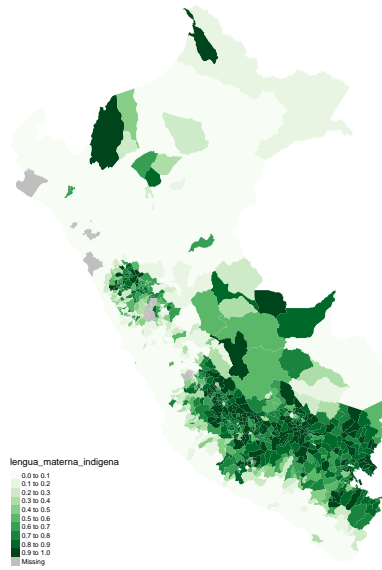 lengua_materna_indigena
0.0 to 0.1
0.1 to 0.2
0.2 to 0.3
0.3 to 0.4
0.4 to 0.5
0.5 to 0.6
0.6 to 0.7
0.7 to 0.8
0.8 to 0.9
0.9 to 1.0
Missing